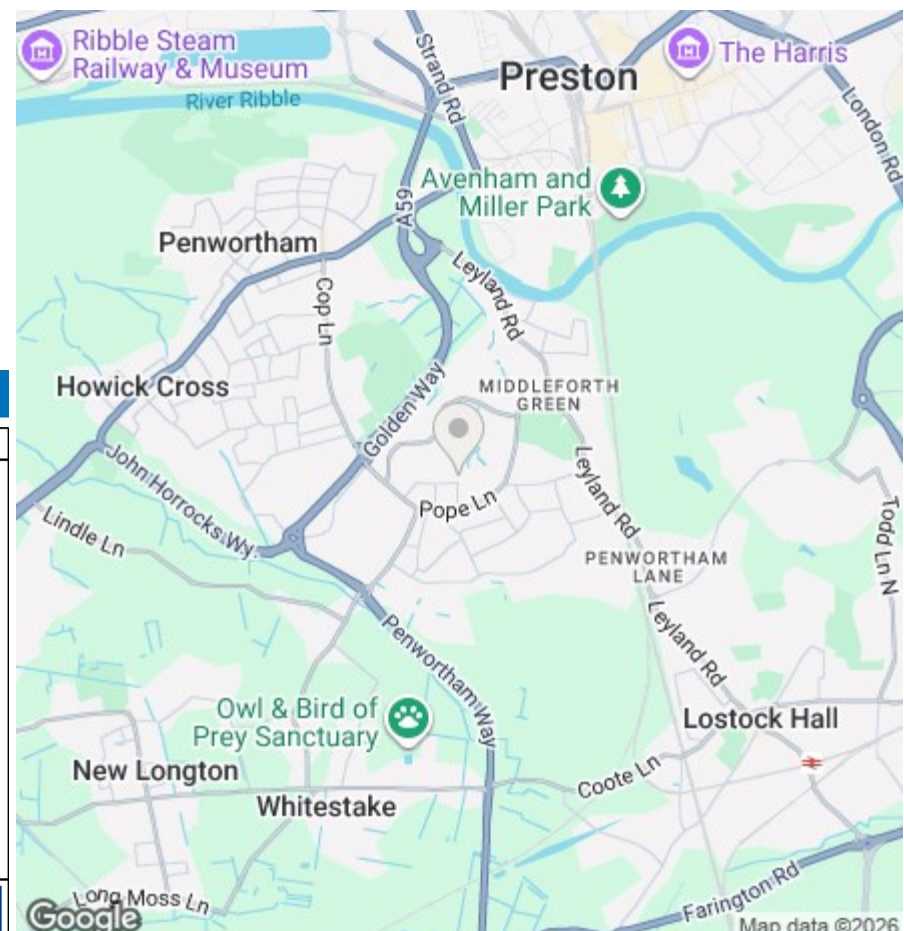 Ribble Steam
Railway & Museum
River Ribble
Strand Rd
Preston
The Harris
London Rd
Avenham and
Miller Park
A59
Penwortham
Cop Ln
Leyland Rd
Howick Cross
Golden Way
MIDDLEFORTH
GREEN
John Horrocks Wy.
Lindle Ln
Pope Ln
Leyland Rd
PENWORTHAM
LANE
Todd Ln N
Penwortham Way
Leyland Rd
Owl & Bird of
Prey Sanctuary
Lostock Hall
New Longton
Whitestake
Coote Ln
Long Moss Ln
Farington Rd
Google
Map data ©2026